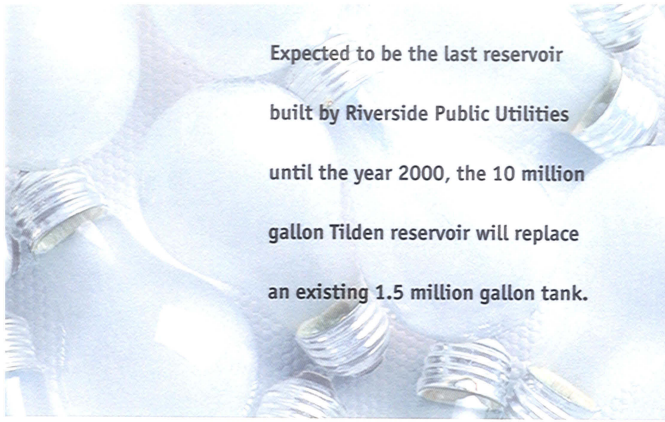 Expected to be the last reservoir
built by Riverside Public Utilities
until the year 2000, the 10 million
gallon Tilden reservoir will replace
an existing 1.5 million gallon tank.